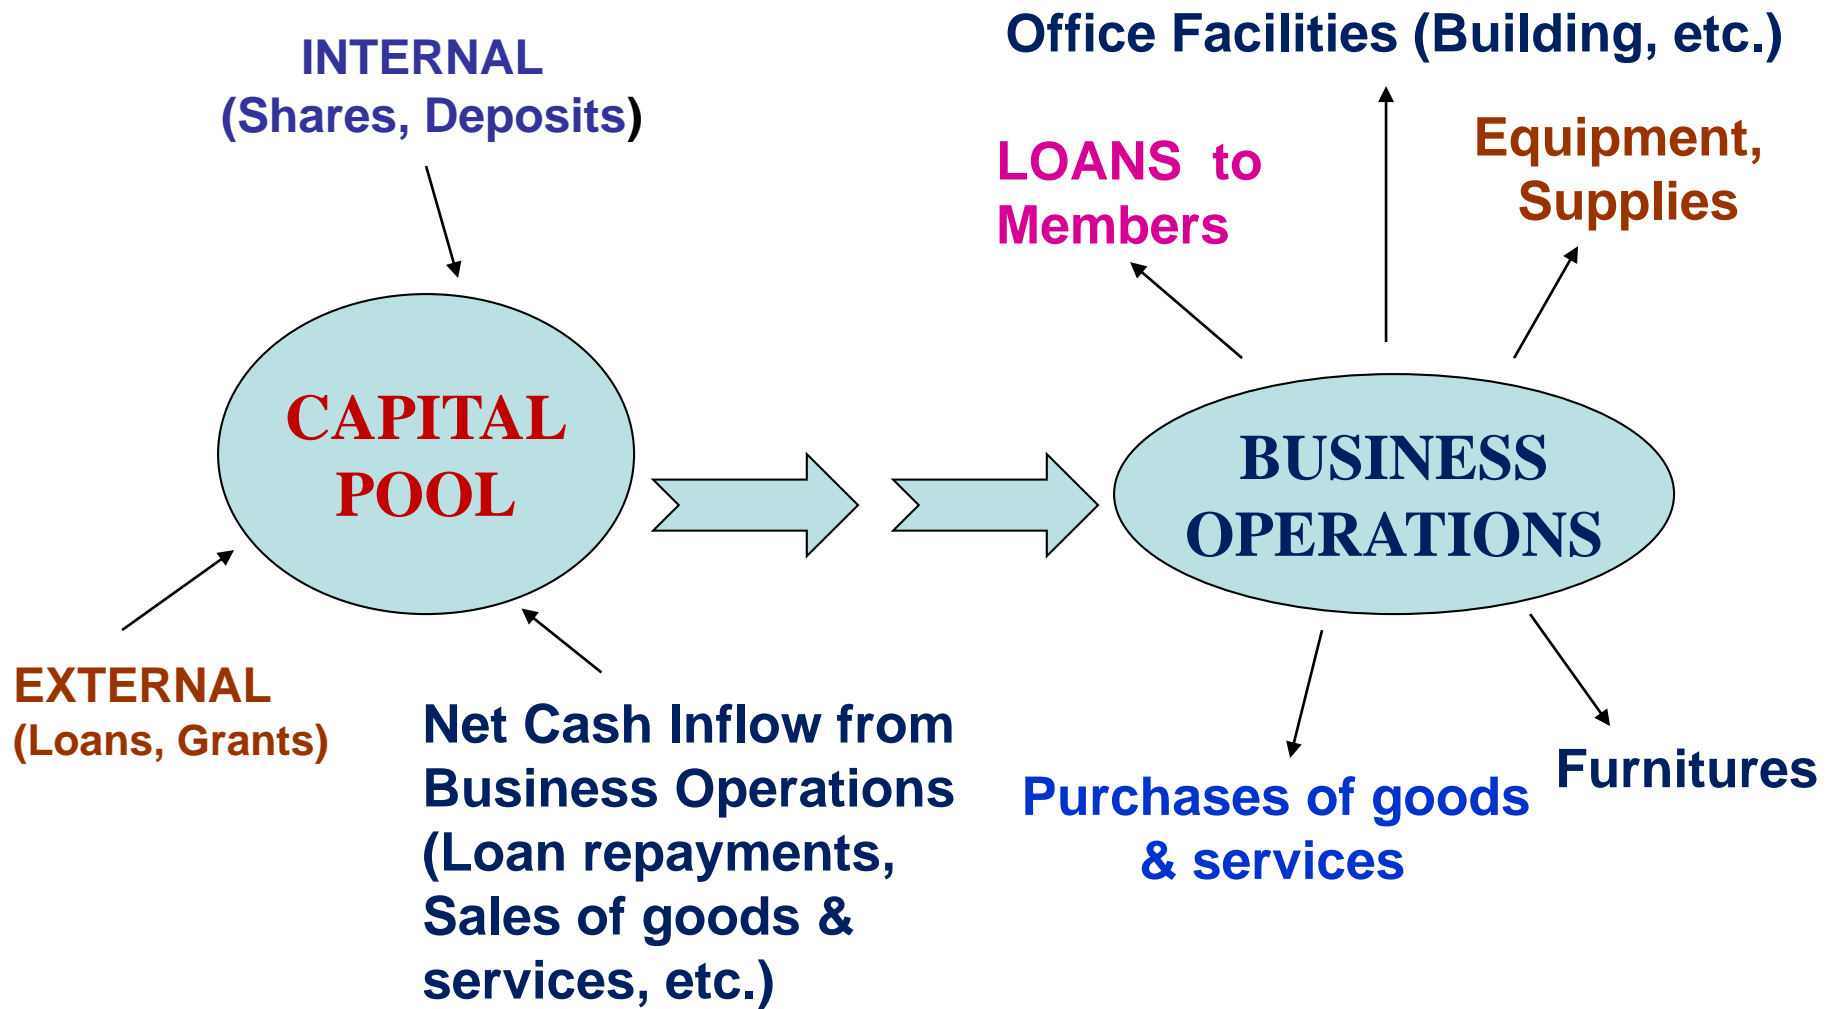 INTERNAL
(Shares, Deposits)
CAPITAL
POOL
EXTERNAL
(Loans, Grants)
Net Cash Inflow from
Business Operations
(Loan repayments,
Sales of goods &
services, etc.)
Office Facilities (Building, etc.)
LOANS to
Members
Equipment,
Supplies
BUSINESS
OPERATIONS
Purchases of goods
& services
Furnitures